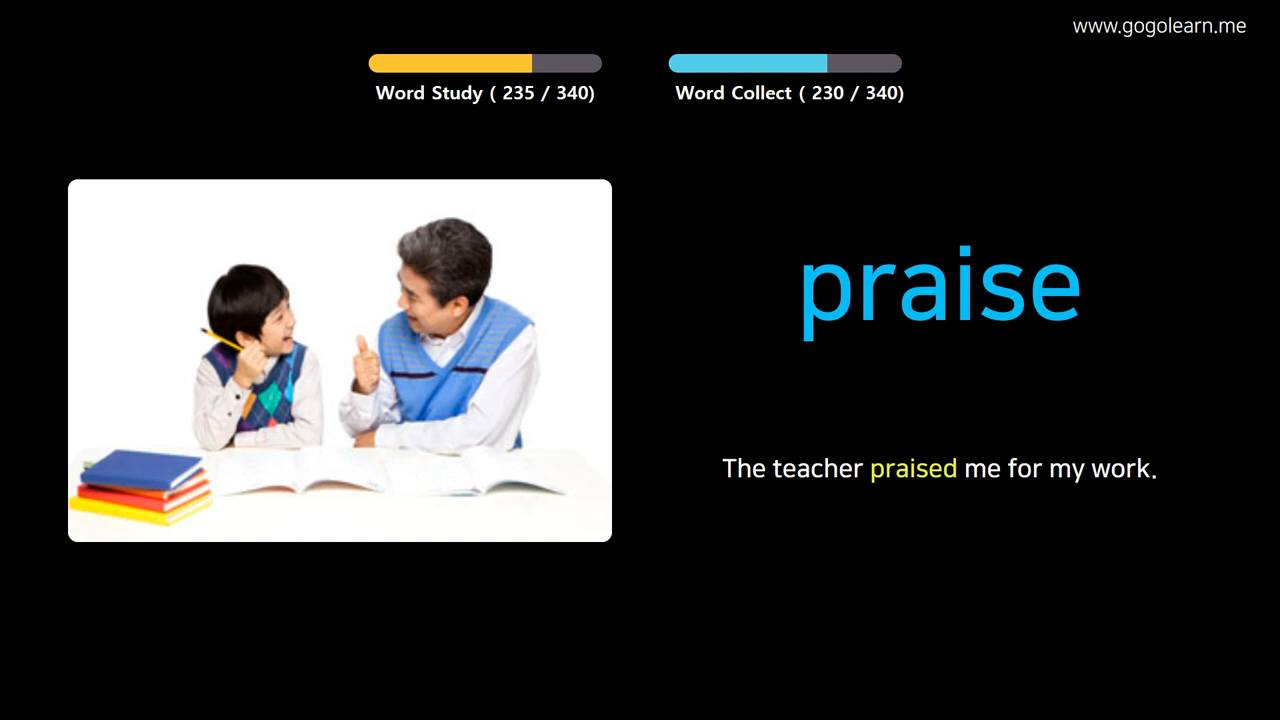 www.gogolearn.me
Word Study ( 235 / 340)
Word Collect ( 230 / 340)
praise
The teacher praised me for my work.